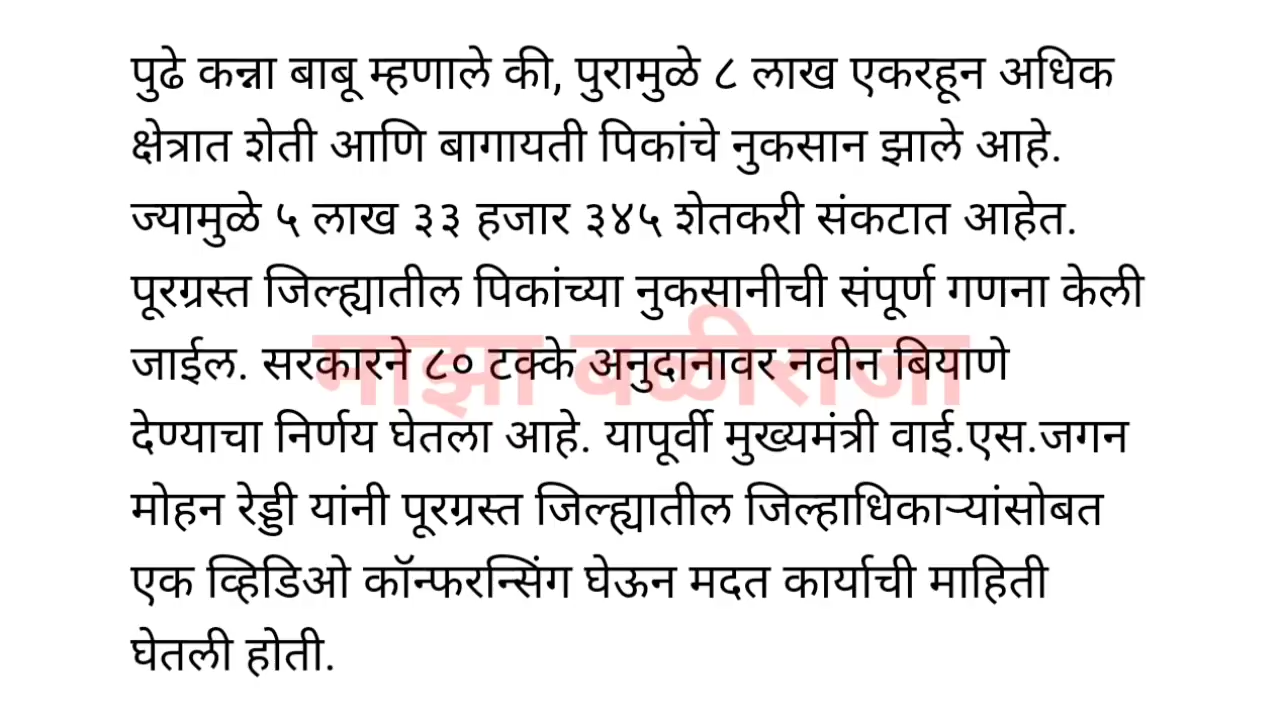 पुढे कन्ना बाबू म्हणाले की, पुरामुळे ८ लाख एकरहून अधिक
क्षेत्रात शेती आणि बागायती पिकांचे नुकसान झाले आहे.
ज्यामुळे ५ लाख ३३ हजार ३४५ शेतकरी संकटात आहेत.
पूरग्रस्त जिल्ह्यातील पिकांच्या नुकसानीची संपूर्ण गणना केली
माझा बळीराजा
जाईल. सरकारने ८० टक्के अनुदानावर नवीन बियाणे
देण्याचा निर्णय घेतला आहे. यापूर्वी मुख्यमंत्री वाई.एस.जगन
मोहन रेड्डी यांनी पूरग्रस्त जिल्ह्यातील जिल्हाधिकाऱ्यांसोबत
एक व्हिडिओ कॉन्फरन्सिंग घेऊन मदत कार्याची माहिती
घेतली होती.